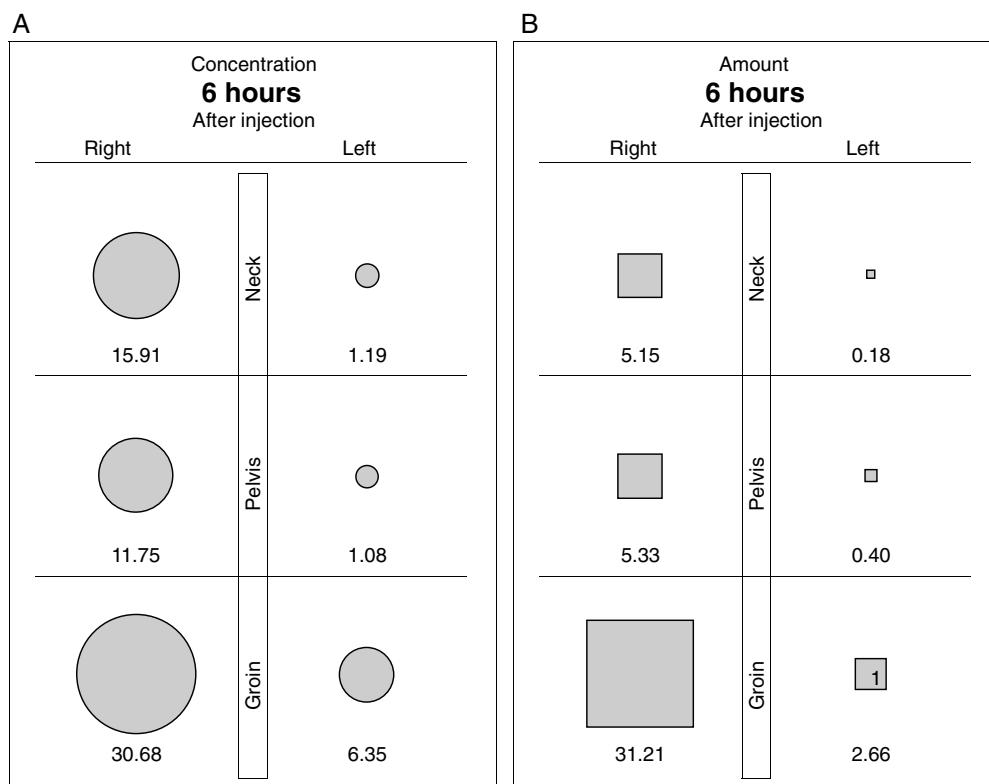 A
Concentration
6 hours
After injection
Right Left
Neck
15.91 1.19
Pelvis
11.75 1.08
Groin
30.68 6.35
B
Amount
6 hours
After injection
Right Left
Neck
5.15 0.18
Pelvis
5.33 0.40
Groin
1
31.21 2.66